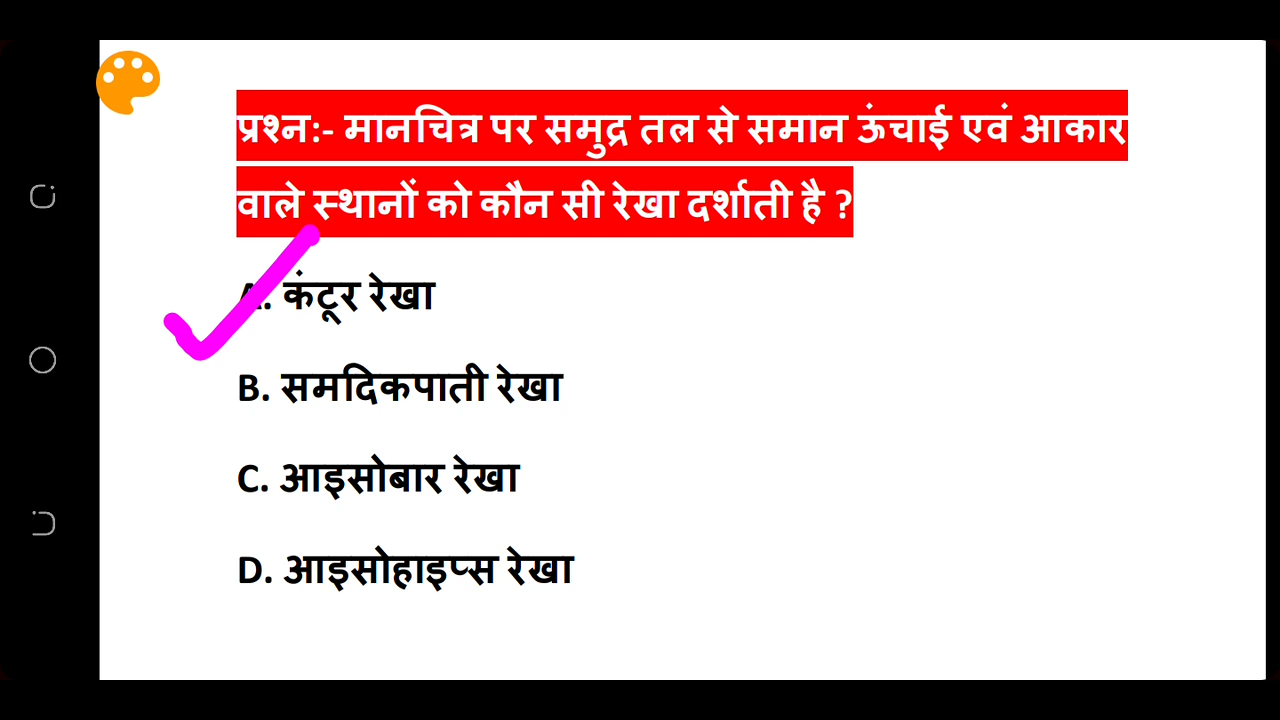 प्रश्न:- मानचित्र पर समुद्र तल से समान ऊंचाई एवं आकार
वाले स्थानों को कौन सी रेखा दर्शाती है ?
A. कंटूर रेखा
B. समदिकपाती रेखा
C. आइसोबार रेखा
D. आइसोहाइप्स रेखा